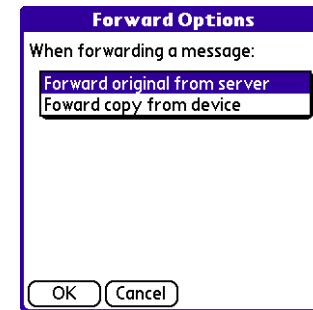 Forward Options
When forwarding a message:
Forward original from server
Foward copy from device
OK Cancel